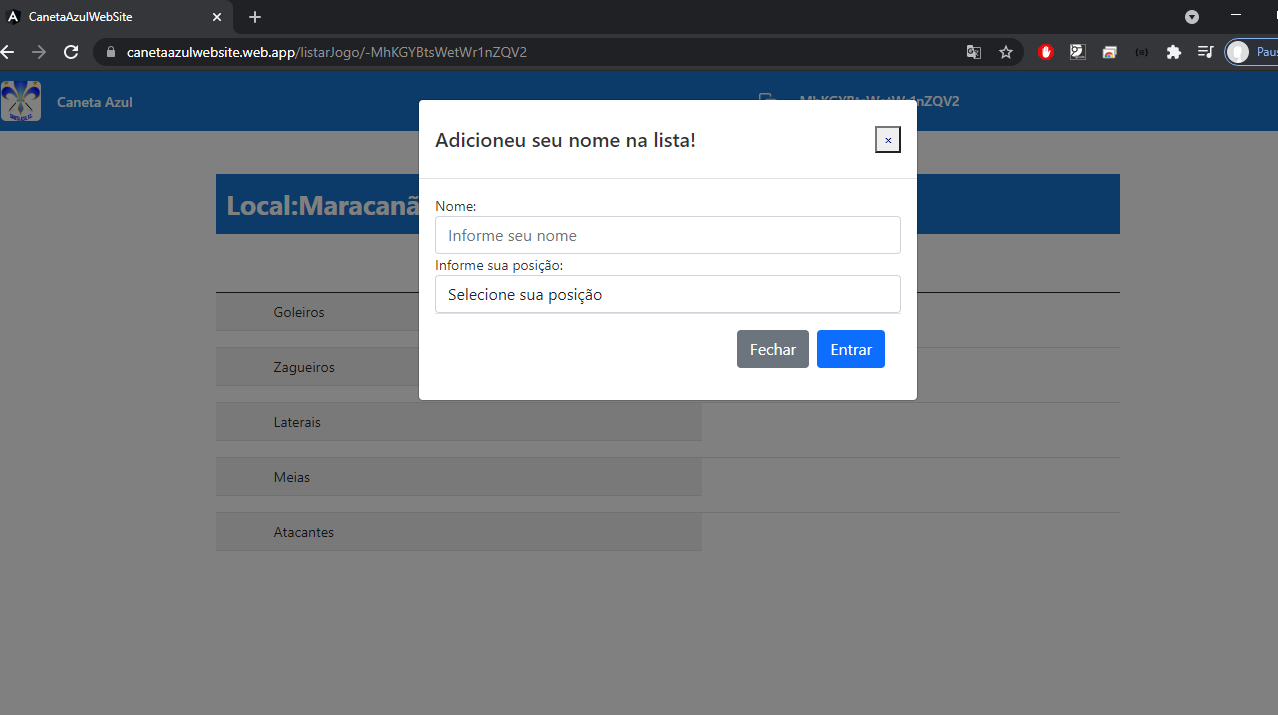 CanetaAzulWebSite
canetaazulwebsite.web.app/listarJogo/-MhKGYBtsWetWr1nZQV2
Paus
Caneta Azul
MhKGYBtsWetWr1nZQV2
Adicioneu seu nome na lista!
×
Local:Maracanã
Nome:
Informe seu nome
Informe sua posição:
Selecione sua posição
Goleiros
Fechar Entrar
Zagueiros
Laterais
Meias
Atacantes